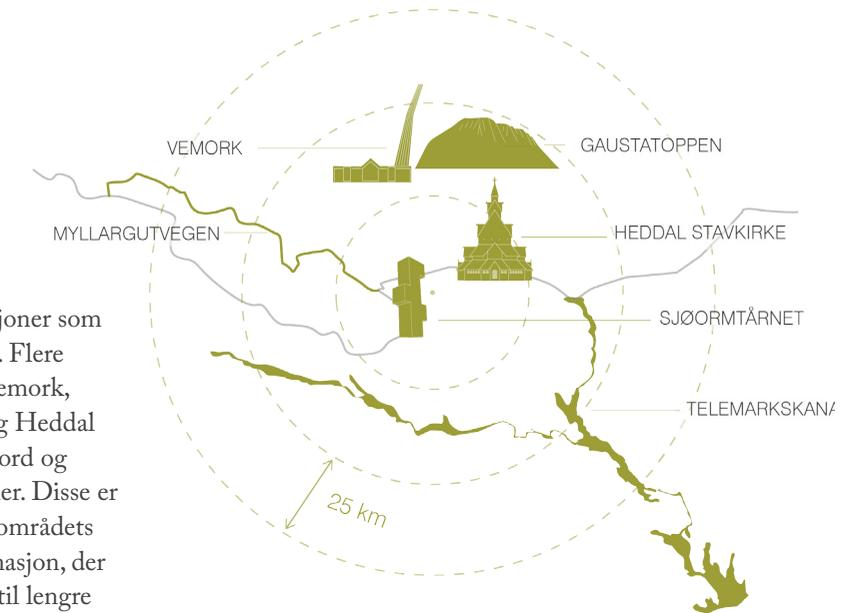 VEMORK
GAUSTATOPPEN
MYLLARGUTVEGEN
HEDDAL STAVKIRKE
SJØORMTÅRNET
TELEMARKSKANA
25 km
joner som
. Flere
emork,
g Heddal
ord og
er. Disse er
områdets
nasjon, der
til lengre